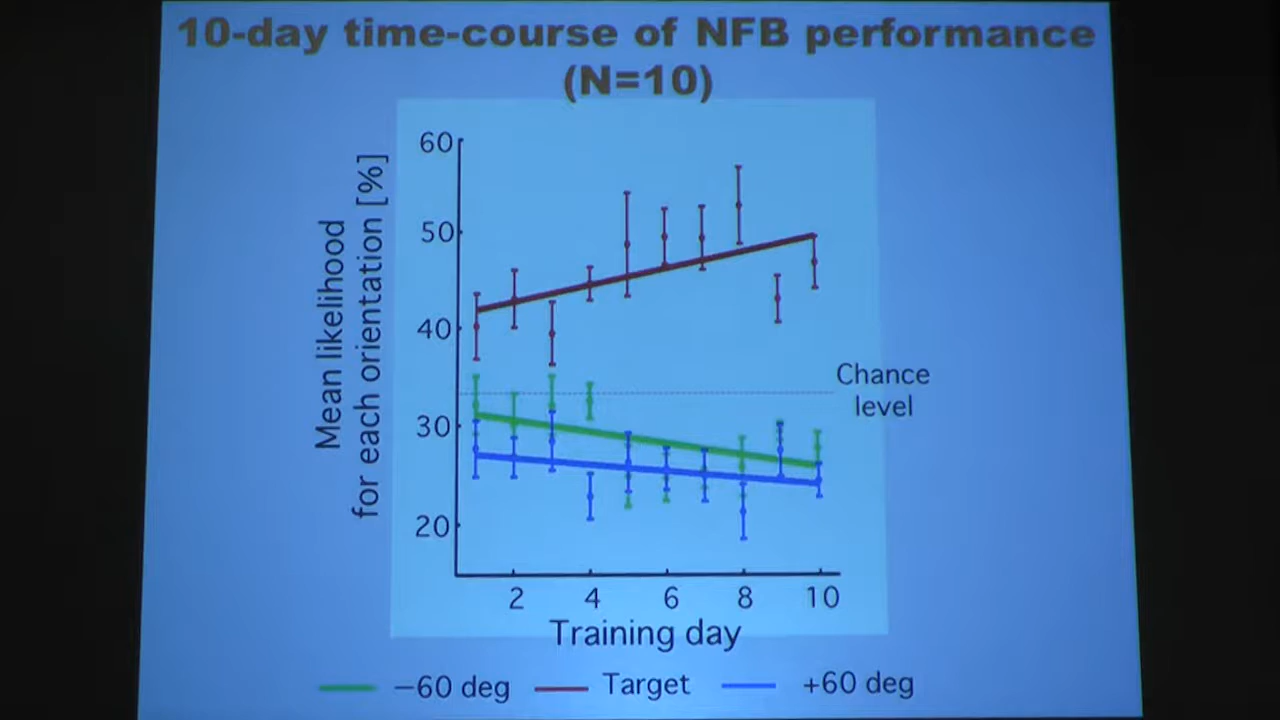 10-day time-course of NFB performance
(N=10)
Mean likelihood
for each orientation [%]
60
50
40
30
20
Chance
level
2 4 6 8 10
Training day
−60 deg Target +60 deg